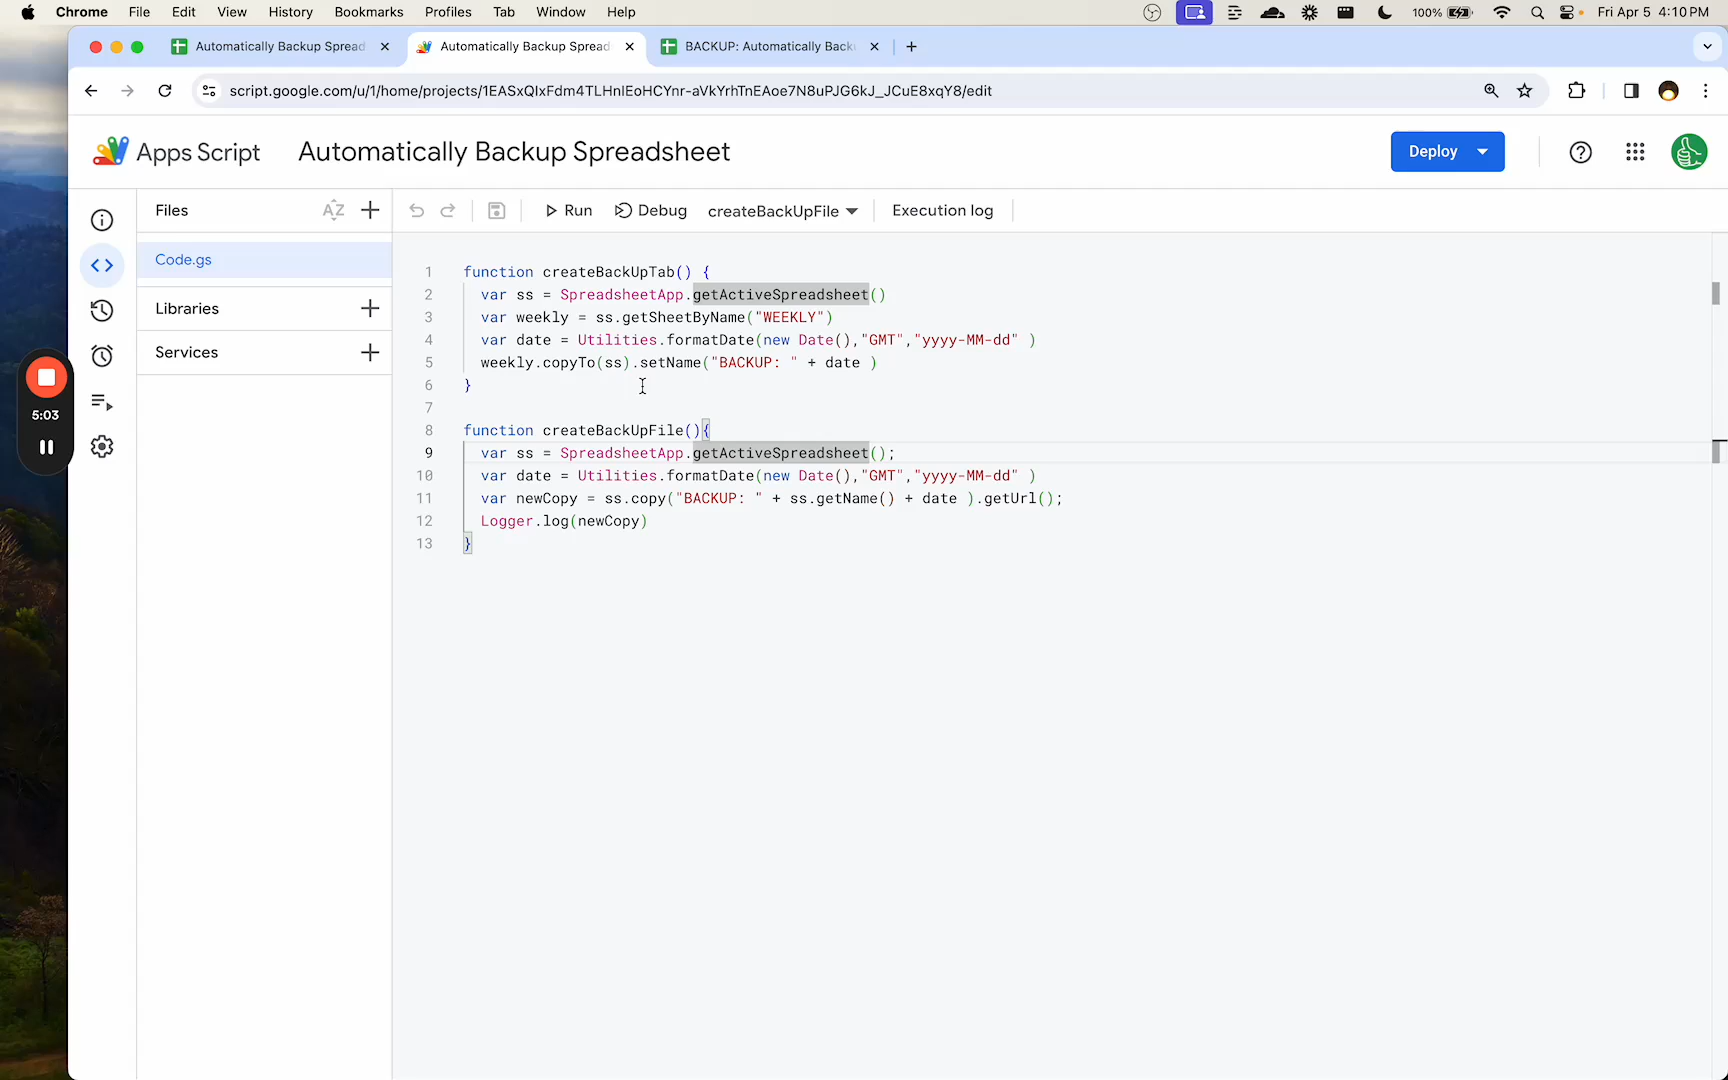 Chrome File Edit View History Bookmarks Profiles Tab Window Help 100% Fri Apr 5 4:10 PM
Automatically Backup Spread Automatically Backup Spread BACKUP: Automatically Back
script.google.com/u/1/home/projects/1EASxQIxFdm4TLHnlEoHCYnr-aVkYrhTnEAoe7N8uPJG6kJ_JCuE8xqY8/edit
Apps Script Automatically Backup Spreadsheet Deploy
Files AZ Run Debug createBackUpFile Execution log
Code.gs
Libraries
Services
5:03
1 function createBackUpTab() {
2 var ss = SpreadsheetApp.getActiveSpreadsheet()
3 var weekly = ss.getSheetByName("WEEKLY")
4 var date = Utilities.formatDate(new Date(),"GMT","yyyy-MM-dd" )
5 weekly.copyTo(ss).setName("BACKUP: " + date )
6 }
7
8 function createBackUpFile(){
9 var ss = SpreadsheetApp.getActiveSpreadsheet();
10 var date = Utilities.formatDate(new Date(),"GMT","yyyy-MM-dd" )
11 var newCopy = ss.copy("BACKUP: " + ss.getName() + date ).getUrl();
12 Logger.log(newCopy)
13 }